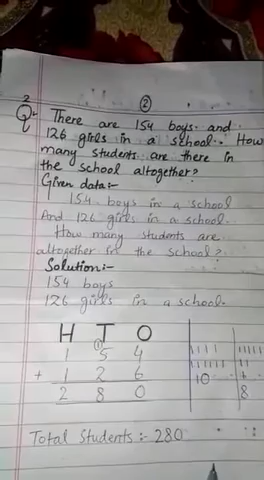 ②
2
Q. There are 154 boys. and
126 girls in a school. How
many students are there in
the school altogether?
Given data:-
154 boys in a school
And 126 girls in a school.
How many students are
altogether in the school?
Solution:-
154 boys
126 girls in a school.
H T O
①
1 5 4
+ 1 2 6
2 8 0
10
8
Total Students:- 280